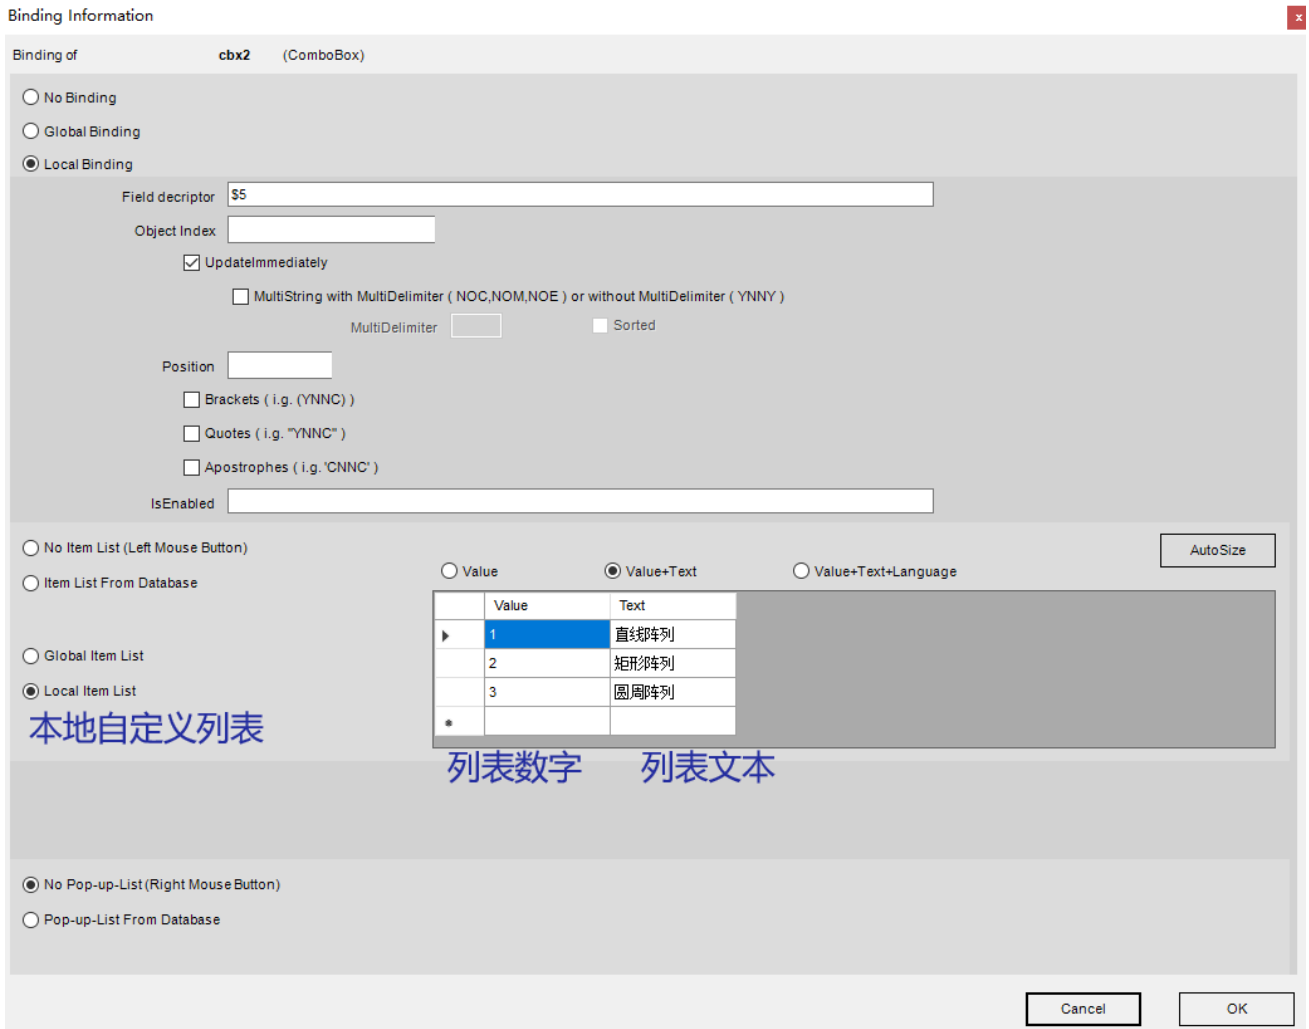 Binding Information
x
Binding of cbx2 (ComboBox)
No Binding
Global Binding
Local Binding
Field decriptor $5
Object Index
UpdateImmediately
MultiString with MultiDelimiter ( NOC,NOM,NOE ) or without MultiDelimiter ( YNNY )
MultiDelimiter Sorted
Position
Brackets ( i.g. (YNNC) )
Quotes ( i.g. "YNNC" )
Apostrophes ( i.g. 'CNNC' )
IsEnabled
No Item List (Left Mouse Button)
AutoSize
Item List From Database
Value Value+Text Value+Text+Language
Value Text
1 直线阵列
2 矩形阵列
3 圆周阵列
*
Global Item List
Local Item List
本地自定义列表
列表数字 列表文本
No Pop-up-List (Right Mouse Button)
Pop-up-List From Database
Cancel OK